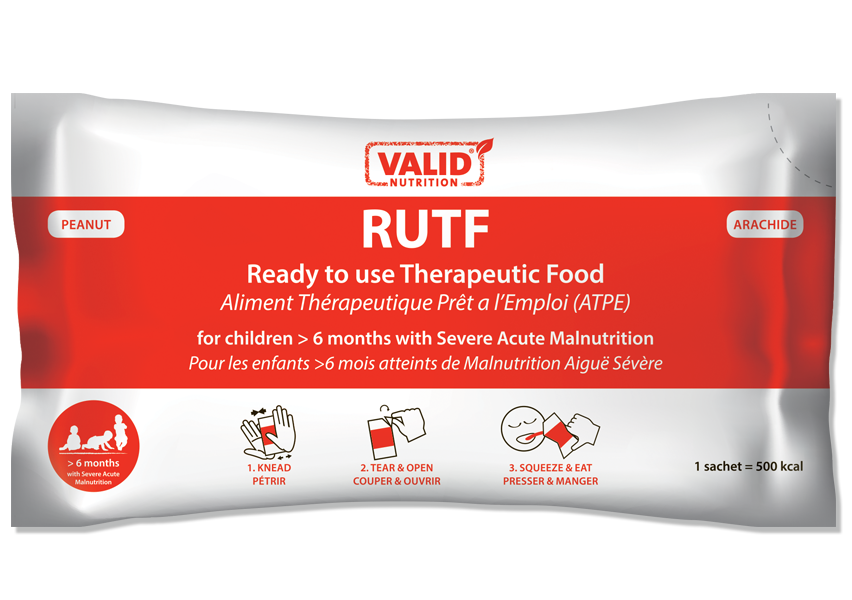 VALID®
NUTRITION
PEANUT
RUTF
ARACHIDE
Ready to use Therapeutic Food
Aliment Thérapeutique Prêt a l'Emploi (ATPE)
for children > 6 months with Severe Acute Malnutrition
Pour les enfants >6 mois atteints de Malnutrition Aiguë Sévère
> 6 months
with Severe Acute
Malnutrition
1. KNEAD
PÉTRIR
2. TEAR & OPEN
COUPER & OUVRIR
3. SQUEEZE & EAT
PRESSER & MANGER
1 sachet = 500 kcal